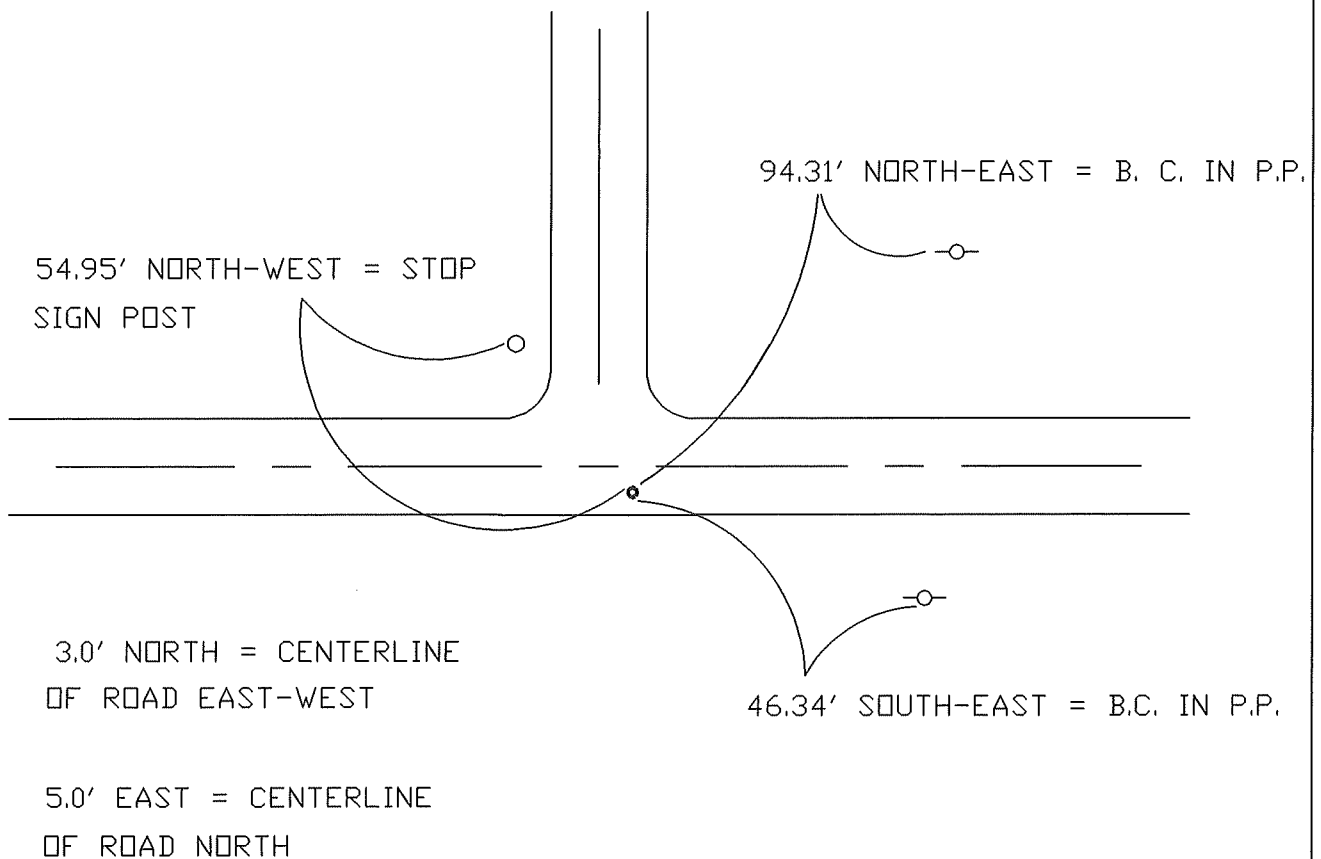 94.31' NORTH-EAST = B. C. IN P.P.
54.95' NORTH-WEST = STOP
SIGN POST
3.0' NORTH = CENTERLINE
OF ROAD EAST-WEST
46.34' SOUTH-EAST = B.C. IN P.P.
5.0' EAST = CENTERLINE
OF ROAD NORTH